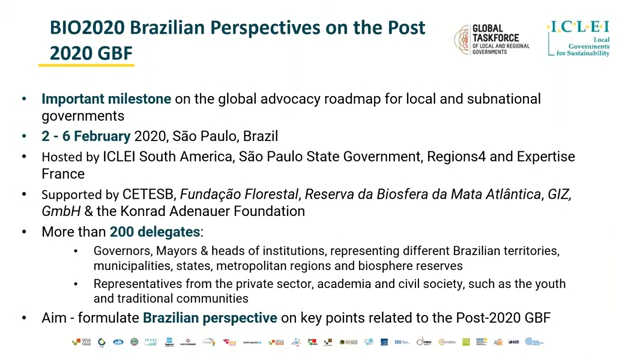 BIO2020 Brazilian Perspectives on the Post
2020 GBF
GLOBAL
TASKFORCE
OF LOCAL AND REGIONAL
GOVERNMENTS
I.C.L.E.I
Local
Governments
for Sustainability
• Important milestone on the global advocacy roadmap for local and subnational
governments
• 2 - 6 February 2020, São Paulo, Brazil
• Hosted by ICLEI South America, São Paulo State Government, Regions4 and Expertise
France
• Supported by CETESB, Fundação Florestal, Reserva da Biosfera da Mata Atlântica, GIZ,
GmbH & the Konrad Adenauer Foundation
• More than 200 delegates:
• Governors, Mayors & heads of institutions, representing different Brazilian territories,
municipalities, states, metropolitan regions and biosphere reserves
• Representatives from the private sector, academia and civil society, such as the youth
and traditional communities
• Aim - formulate Brazilian perspective on key points related to the Post-2020 GBF